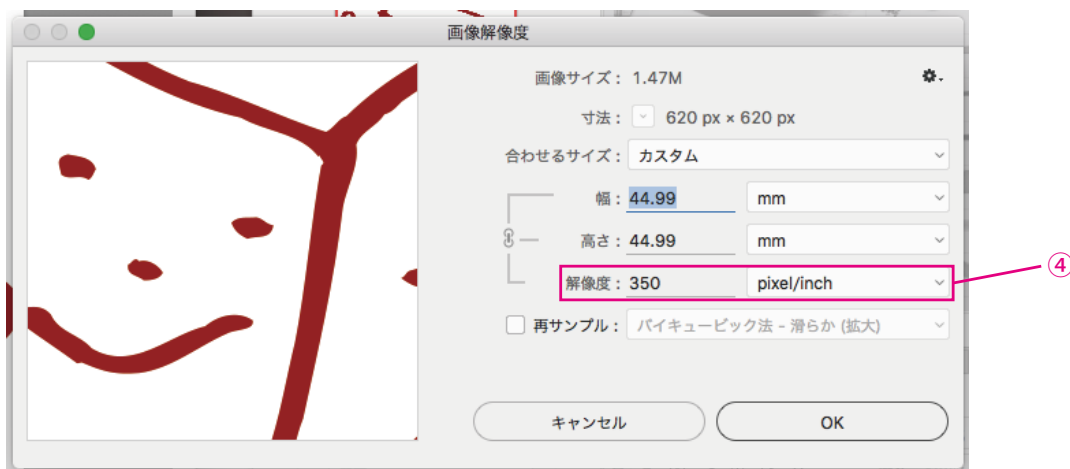 画像解像度
画像サイズ： 1.47M
寸法： 620 px × 620 px
合わせるサイズ： カスタム
幅： 44.99 mm
高さ： 44.99 mm
解像度： 350 pixel/inch
④
再サンプル： バイキュービック法 - 滑らか (拡大)
キャンセル OK